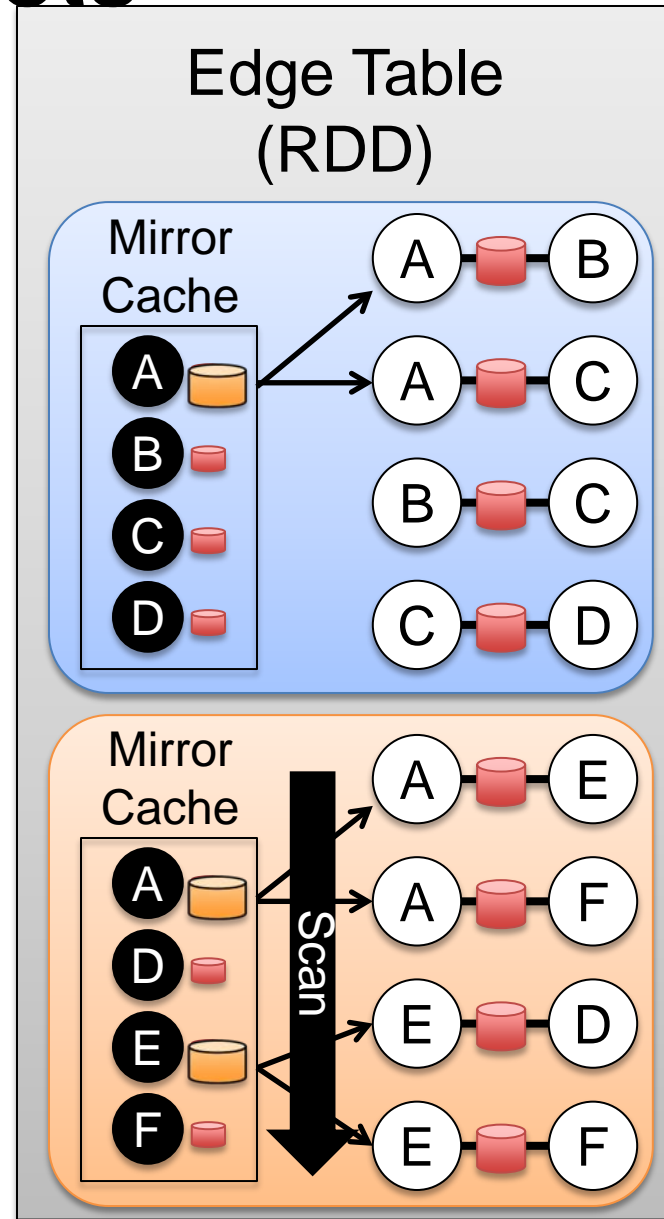 Edge Table
(RDD)
Mirror
Cache
A
B
C
D
A B
A C
B C
C D
Mirror
Cache
A
D
E
F
Scan
A E
A F
E D
E F